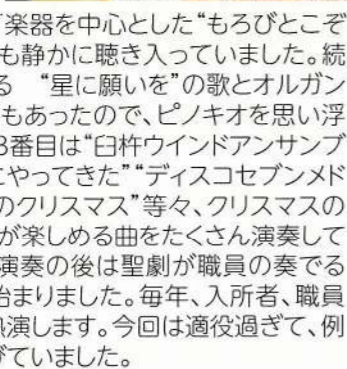 楽器を中心とした“もろびとこぞ
も静かに聴き入っていました。続
る　“星に願いを”の歌とオルガン
もあったので、ピノキオを思い浮
3番目は“臼杵ウインドアンサンブ
こやってきた”“ディスコセブンメド
のクリスマス”等々、クリスマスの
が楽しめる曲をたくさん演奏して
演奏の後は聖劇が職員の奏でる
始まりました。毎年、入所者、職員
演します。今回は適役過ぎて、例
ていました。